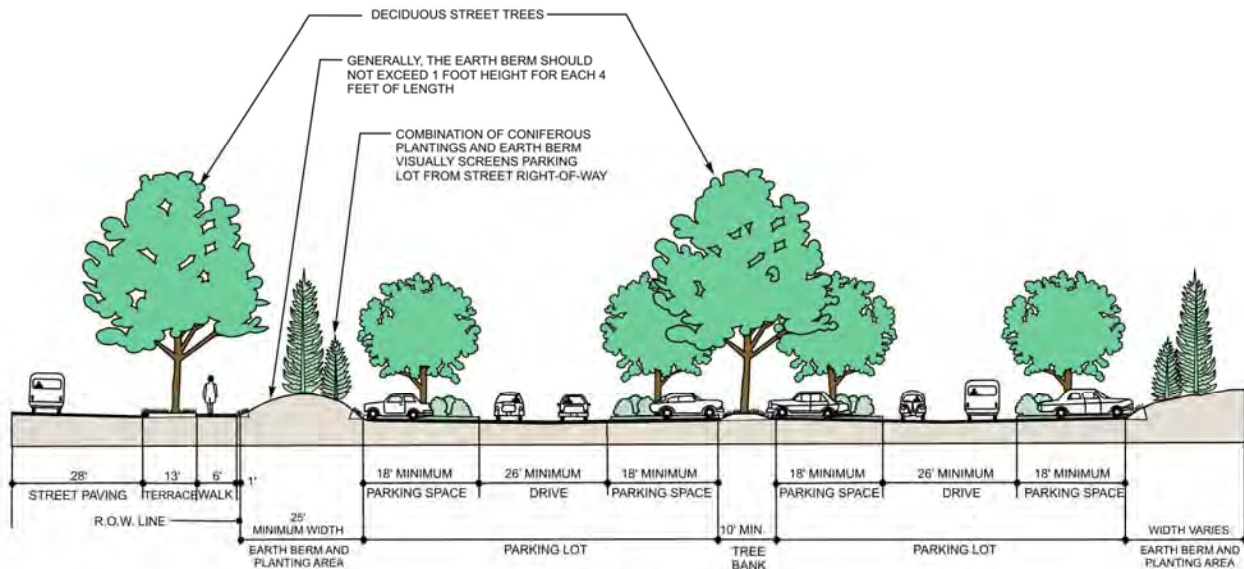 DECIDUOUS STREET TREES
GENERALLY, THE EARTH BERM SHOULD
NOT EXCEED 1 FOOT HEIGHT FOR EACH 4
FEET OF LENGTH
COMBINATION OF CONIFEROUS
PLANTINGS AND EARTH BERM
VISUALLY SCREENS PARKING
LOT FROM STREET RIGHT-OF-WAY
28'
STREET PAVING
13'
TERRACE
6'
WALK
1'
18' MINIMUM
PARKING SPACE
26' MINIMUM
DRIVE
18' MINIMUM
PARKING SPACE
18' MINIMUM
PARKING SPACE
26' MINIMUM
DRIVE
18' MINIMUM
PARKING SPACE
R.O.W. LINE
25'
MINIMUM WIDTH
EARTH BERM AND
PLANTING AREA
PARKING LOT
10' MIN.
TREE
BANK
PARKING LOT
WIDTH VARIES
EARTH BERM AND
PLANTING AREA